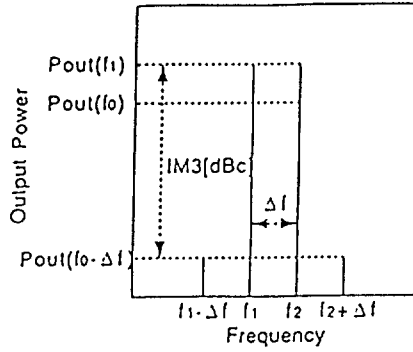 Output Power
Pout(f1)
Pout(f0)
IM3[dBc]
Δf
Pout(f0-Δf)
f1-Δf f1 f2 f2+Δf
Frequency